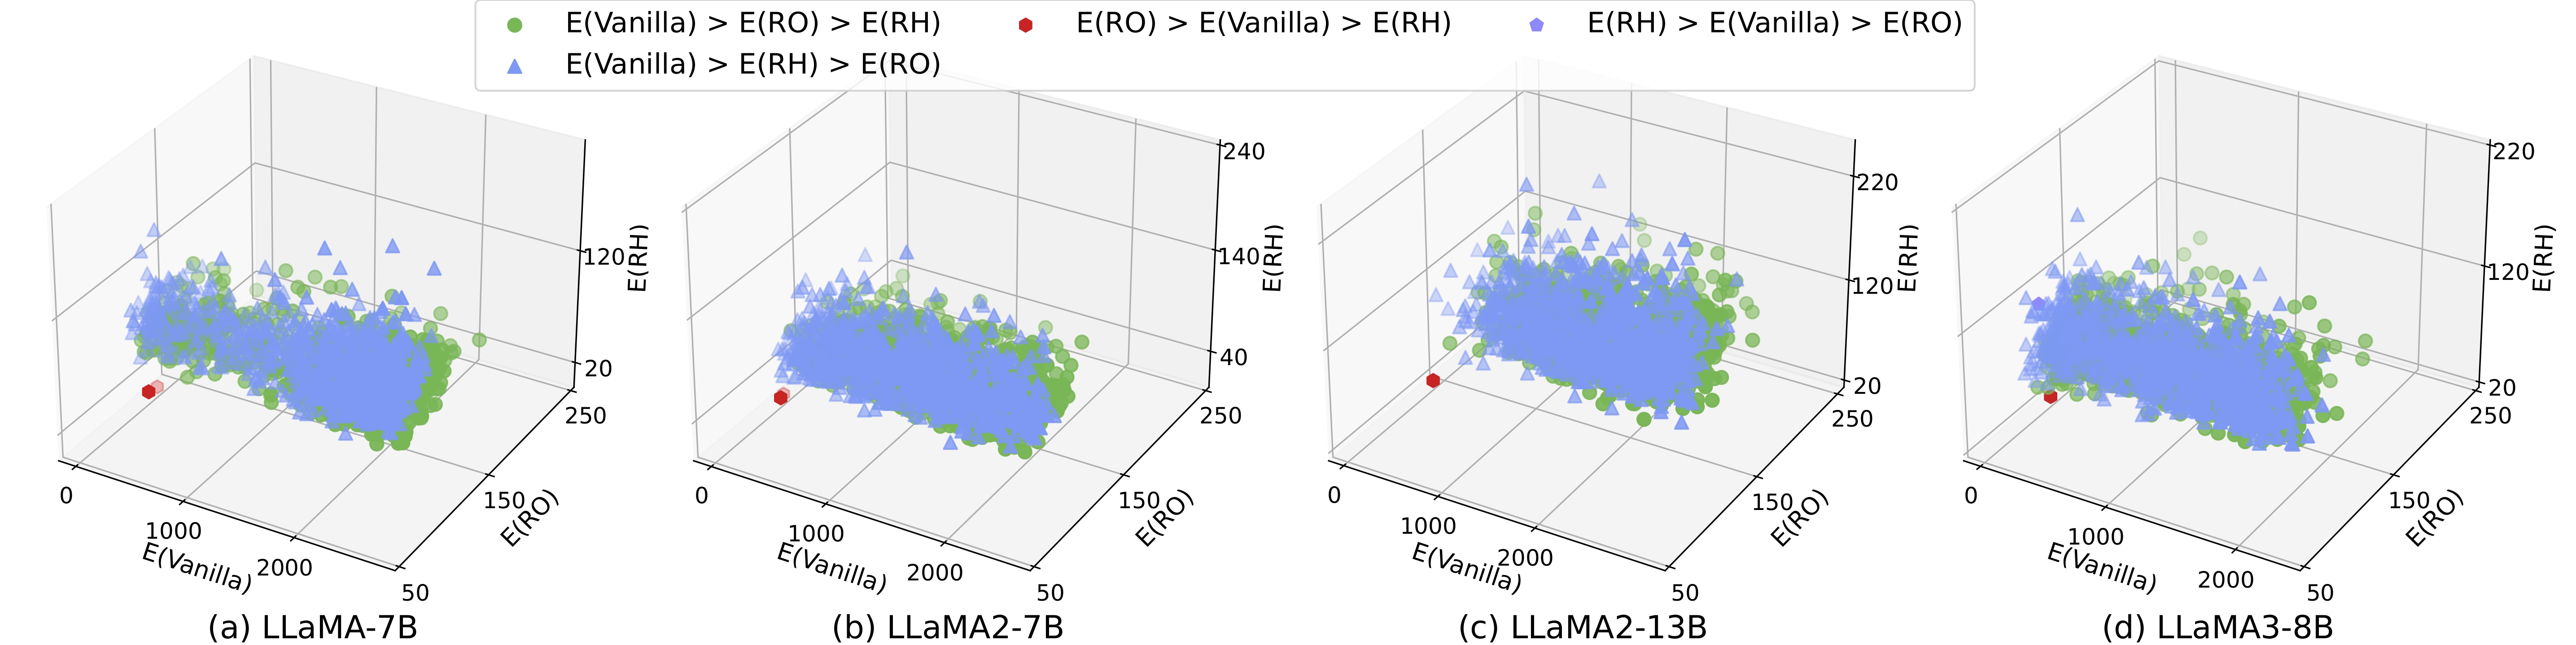 E(Vanilla) > E(RO) > E(RH)
E(RO) > E(Vanilla) > E(RH)
E(RH) > E(Vanilla) > E(RO)
E(Vanilla) > E(RH) > E(RO)
120
20
E(RH)
250
150
50
E(RO)
0
1000
2000
E(Vanilla)
(a) LLaMA-7B
240
140
40
E(RH)
250
150
50
E(RO)
0
1000
2000
E(Vanilla)
(b) LLaMA2-7B
220
120
20
E(RH)
250
150
50
E(RO)
0
1000
2000
E(Vanilla)
(c) LLaMA2-13B
220
120
20
E(RH)
250
150
50
E(RO)
0
1000
2000
E(Vanilla)
(d) LLaMA3-8B